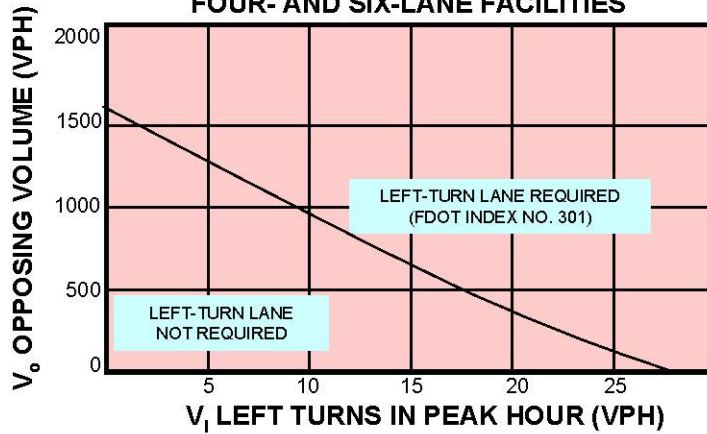 FOUR- AND SIX-LANE FACILITIES
V₀ OPPOSING VOLUME (VPH)
2000
1500
1000
500
0
LEFT-TURN LANE REQUIRED
(FDOT INDEX NO. 301)
LEFT-TURN LANE
NOT REQUIRED
5
10
15
20
25
Vₗ LEFT TURNS IN PEAK HOUR (VPH)